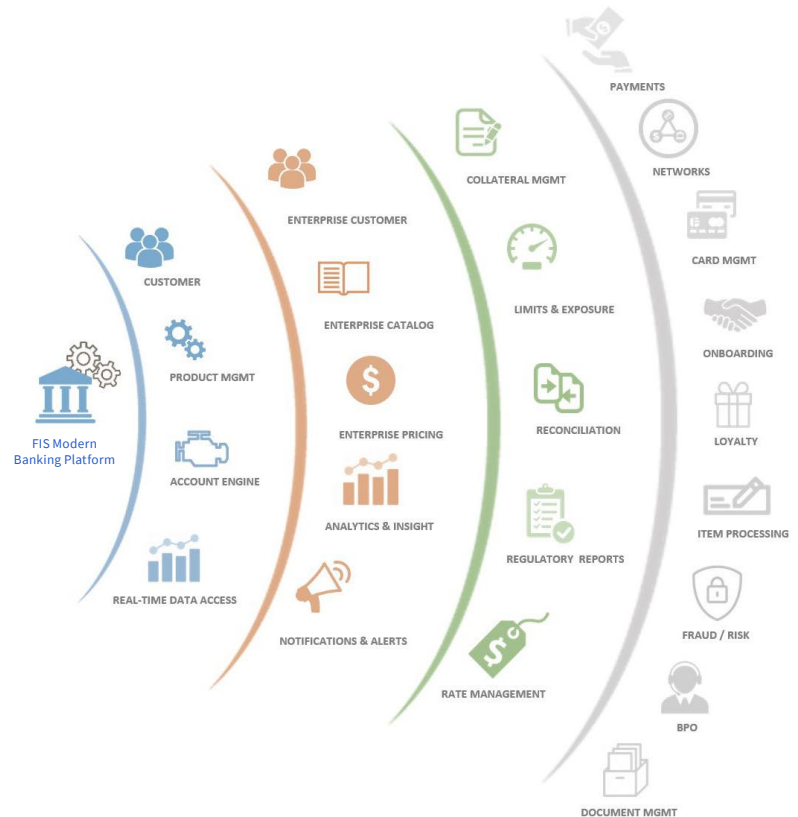 FIS Modern
Banking Platform
CUSTOMER
PRODUCT MGMT
ACCOUNT ENGINE
REAL-TIME DATA ACCESS
ENTERPRISE CUSTOMER
ENTERPRISE CATALOG
$
ENTERPRISE PRICING
ANALYTICS & INSIGHT
NOTIFICATIONS & ALERTS
COLLATERAL MGMT
LIMITS & EXPOSURE
RECONCILIATION
REGULATORY REPORTS
$
RATE MANAGEMENT
$
PAYMENTS
NETWORKS
CARD MGMT
ONBOARDING
LOYALTY
ITEM PROCESSING
FRAUD / RISK
BPO
DOCUMENT MGMT